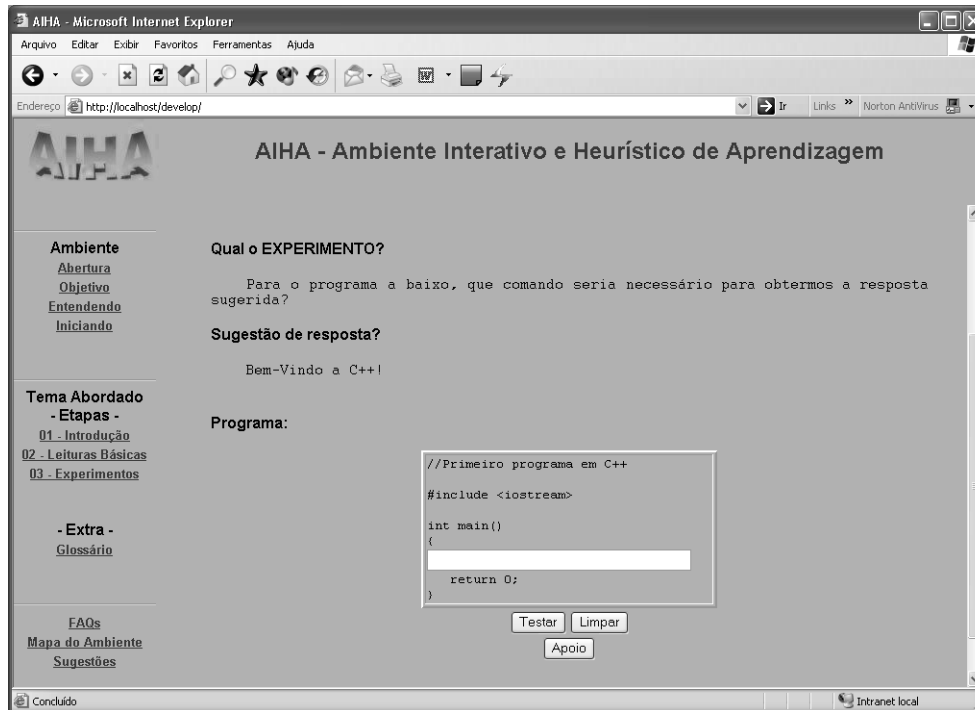 AIHA - Microsoft Internet Explorer
Arquivo Editar Exibir Favoritos Ferramentas Ajuda
Endereço http://localhost/develop/ Ir Links » Norton AntiVirus
AIHA
AIHA - Ambiente Interativo e Heurístico de Aprendizagem
Ambiente
Abertura
Objetivo
Entendendo
Iniciando
Tema Abordado
- Etapas -
01 - Introdução
02 - Leituras Básicas
03 - Experimentos
- Extra -
Glossário
FAQs
Mapa do Ambiente
Sugestões
Qual o EXPERIMENTO?
Para o programa a baixo, que comando seria necessário para obtermos a resposta
sugerida?
Sugestão de resposta?
Bem-Vindo a C++!
Programa:
//Primeiro programa em C++
#include <iostream>
int main()
{
return 0;
}
Testar Limpar
Apoio
Concluído Intranet local